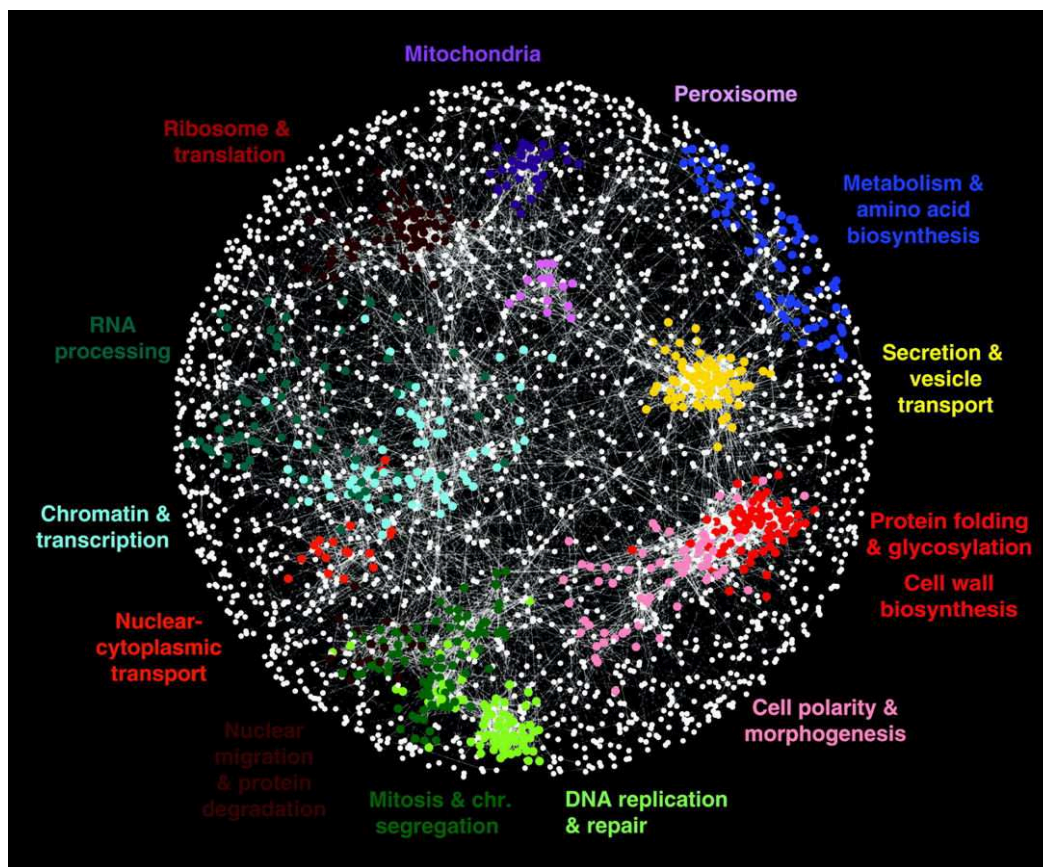 Mitochondria
Peroxisome
Ribosome &
translation
Metabolism &
amino acid
biosynthesis
RNA
processing
Secretion &
vesicle
transport
Chromatin &
transcription
Protein folding
& glycosylation
Cell wall
biosynthesis
Nuclear-
cytoplasmic
transport
Cell polarity &
morphogenesis
Nuclear
migration
& protein
degradation
Mitosis & chr.
segregation
DNA replication
& repair